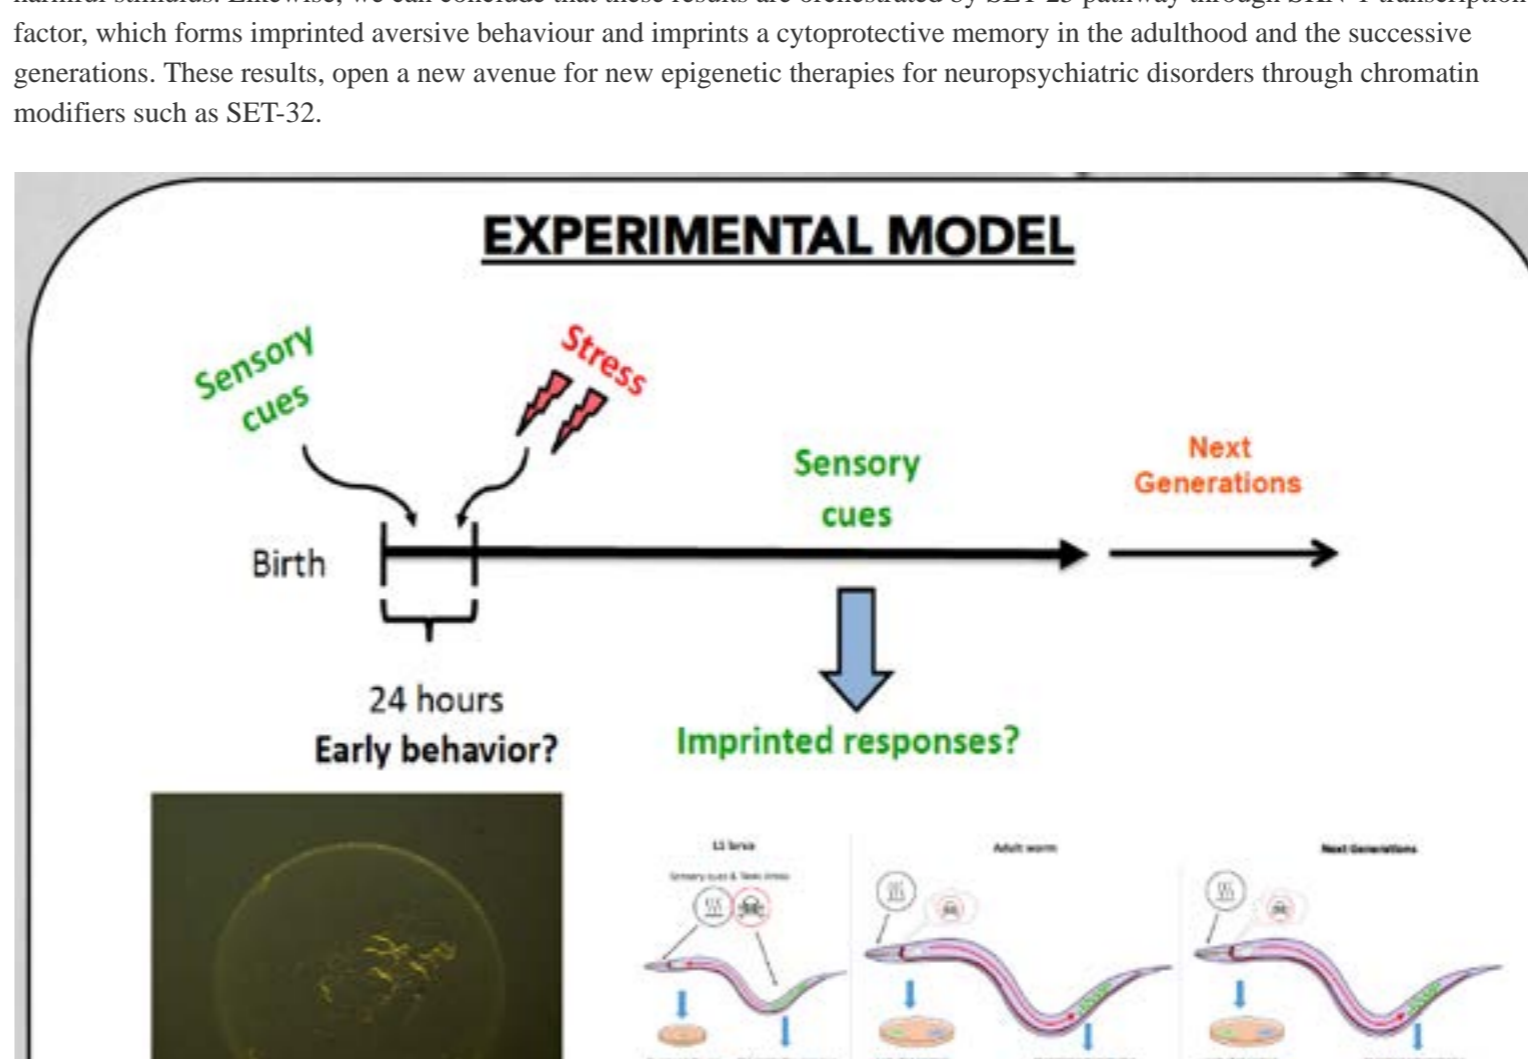 factor, which forms imprinted aversive behaviour and imprints a cytoprotective memory in the adulthood and the successive
generations. These results, open a new avenue for new epigenetic therapies for neuropsychiatric disorders through chromatin
modifiers such as SET-32.
EXPERIMENTAL MODEL
Sensory
cues
Stress
Sensory
cues
Next
Generations
Birth
24 hours
Early behavior?
Imprinted responses?
L1 larva
Adult worm
Next Generations
Sensory cues &